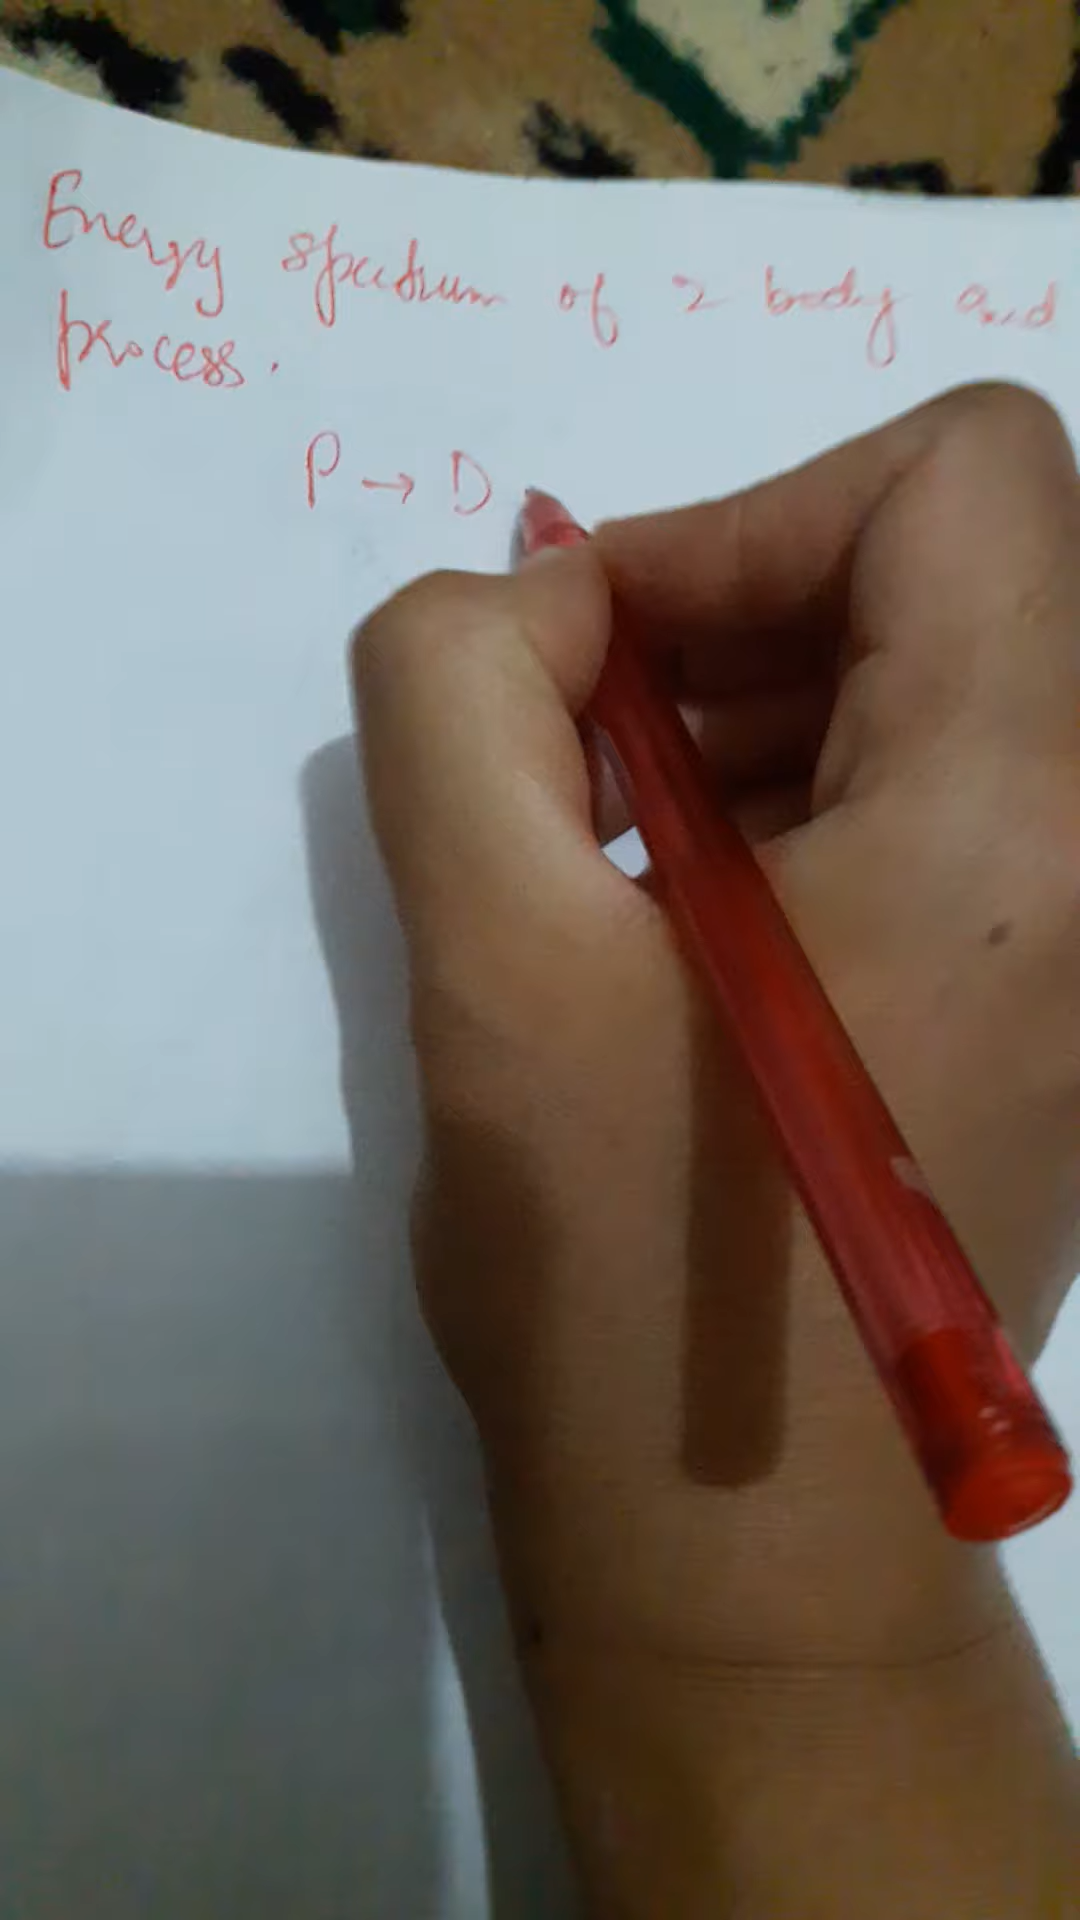 Energy spectrum of 2 body and
process.
P → D